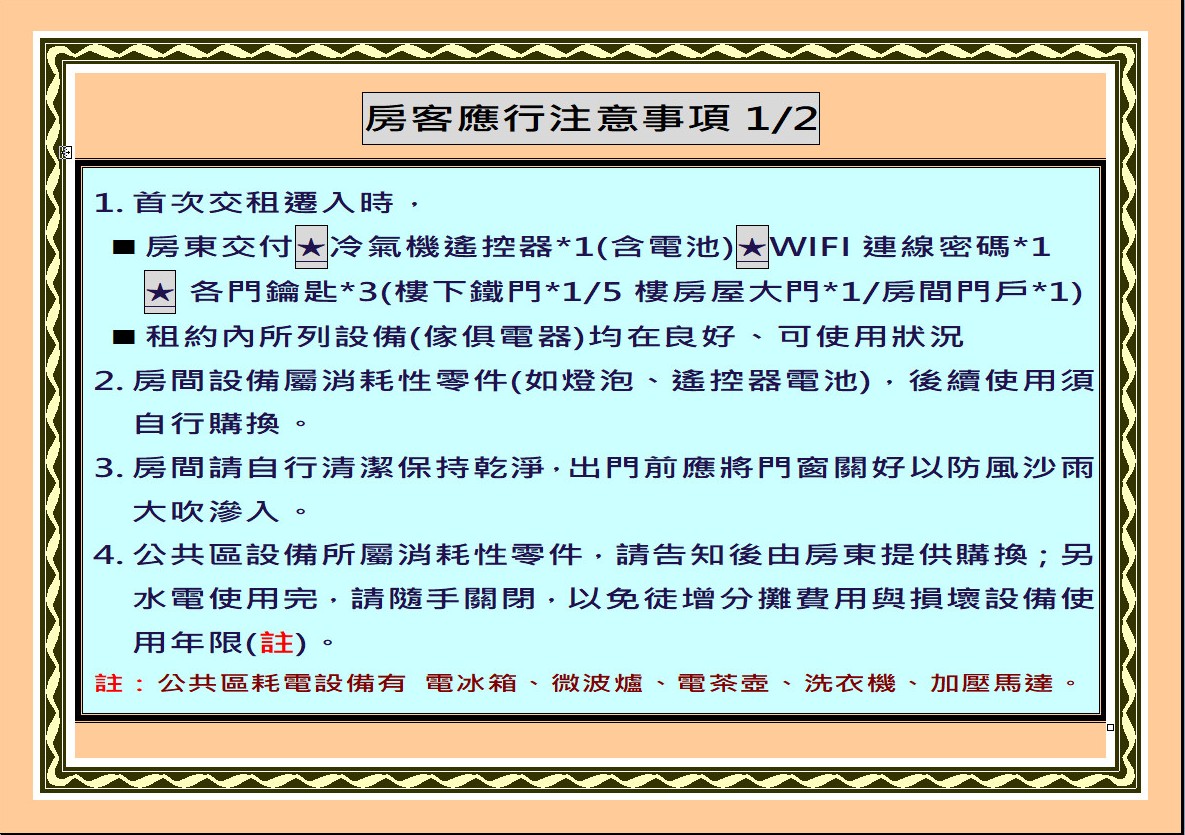 房客應行注意事項 1/2
1. 首次交租遷入時，
■ 房東交付★冷氣機遙控器*1(含電池)★WIFI 連線密碼*1
★ 各門鑰匙*3(樓下鐵門*1/5 樓房屋大門*1/房間門戶*1)
■ 租約內所列設備(傢俱電器)均在良好、可使用狀況
2. 房間設備屬消耗性零件(如燈泡、遙控器電池)，後續使用須
自行購換。
3. 房間請自行清潔保持乾淨，出門前應將門窗關好以防風沙雨
大吹滲入。
4. 公共區設備所屬消耗性零件，請告知後由房東提供購換；另
水電使用完，請隨手關閉，以免徒增分攤費用與損壞設備使
用年限(註)。
註：公共區耗電設備有 電冰箱、微波爐、電茶壺、洗衣機、加壓馬達。